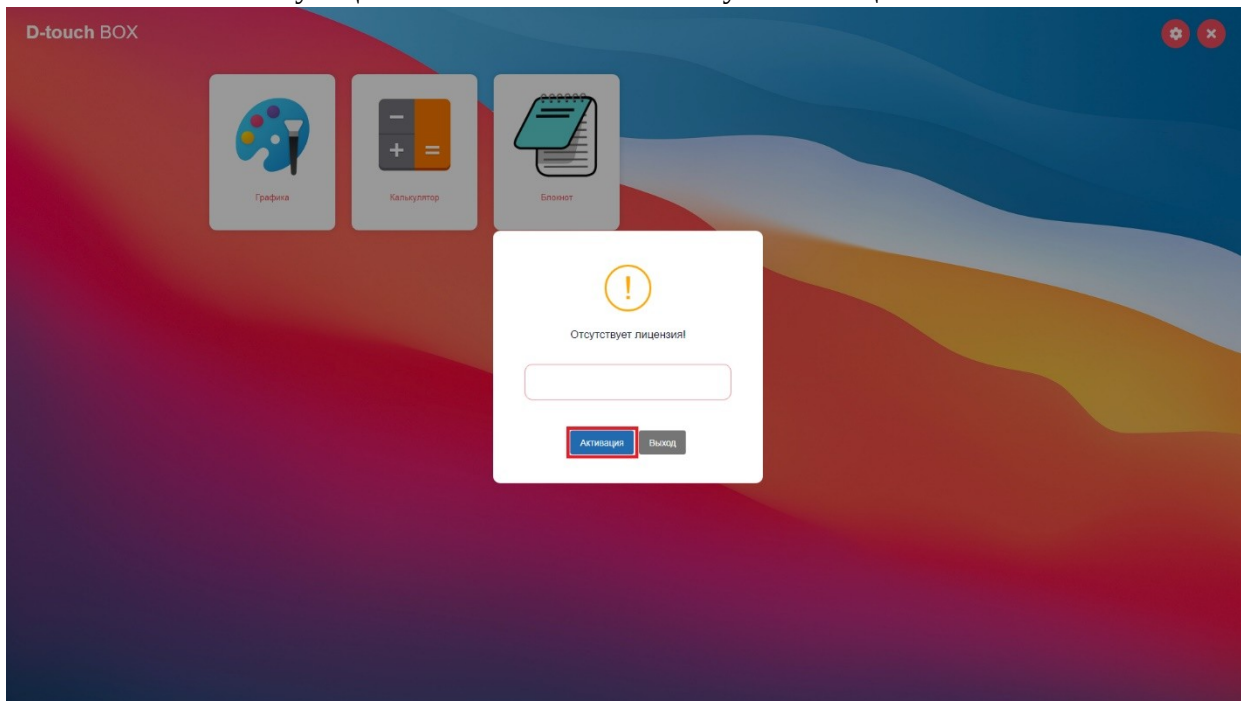 D-touch BOX
Графика
Калькулятор
Блокнот
Отсутствует лицензия!
Активация
Выход